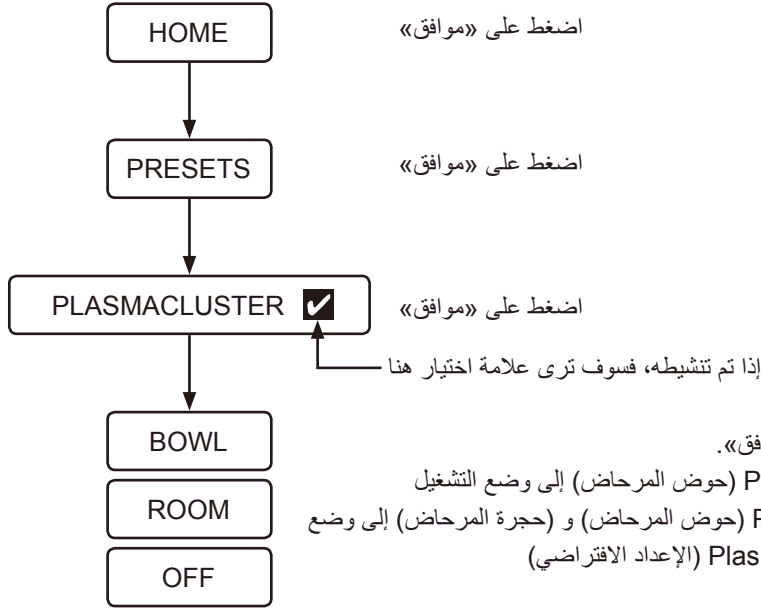 HOME
اضغط على «موافق»
PRESETS
اضغط على «موافق»
PLASMACLUSTER ✔
اضغط على «موافق»
إذا تم تنشيطه، فسوف ترى علامة اختيار هنا
BOWL
فق».
(حوض المرحاض) إلى وضع التشغيل
ROOM
(حوض المرحاض) و (حجرة المرحاض) إلى وضع
Plas (الإعداد الافتراضي)
OFF